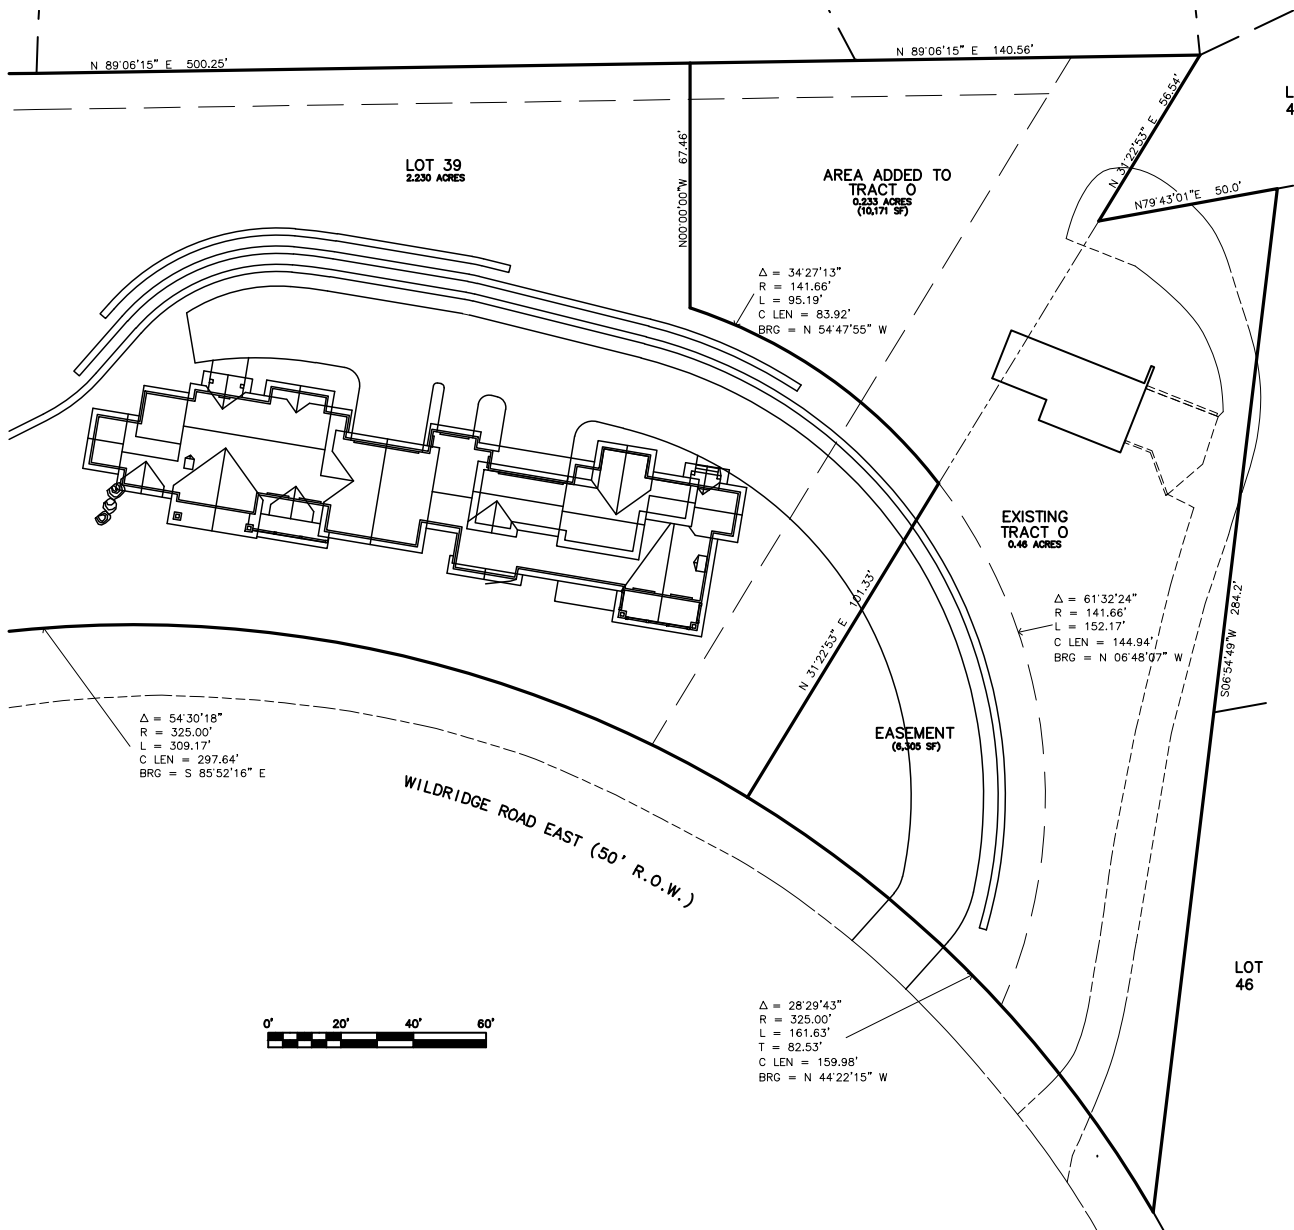 N 89°06'15" E 500.25'
N 89°06'15" E 140.56'
N 31°22'53" E 56.54'
L
4
LOT 39
2.230 ACRES
N00°00'00"W 67.46'
AREA ADDED TO
TRACT O
0.233 ACRES
(10,171 SF)
N79°43'01"E 50.0'
Δ = 34°27'13"
R = 141.66'
L = 95.19'
C LEN = 83.92'
BRG = N 54°47'55" W
EXISTING
TRACT O
0.46 ACRES
N 31°22'53" E 101.33'
Δ = 61°32'24"
R = 141.66'
L = 152.17'
C LEN = 144.94'
BRG = N 06°48'07" W
S06°54'49"W 284.2'
Δ = 54°30'18"
R = 325.00'
L = 309.17'
C LEN = 297.64'
BRG = S 85°52'16" E
EASEMENT
(6,305 SF)
WILDRIDGE ROAD EAST (50' R.O.W.)
LOT
46
Δ = 28°29'43"
R = 325.00'
L = 161.63'
T = 82.53'
C LEN = 159.98'
BRG = N 44°22'15" W
0' 20' 40' 60'